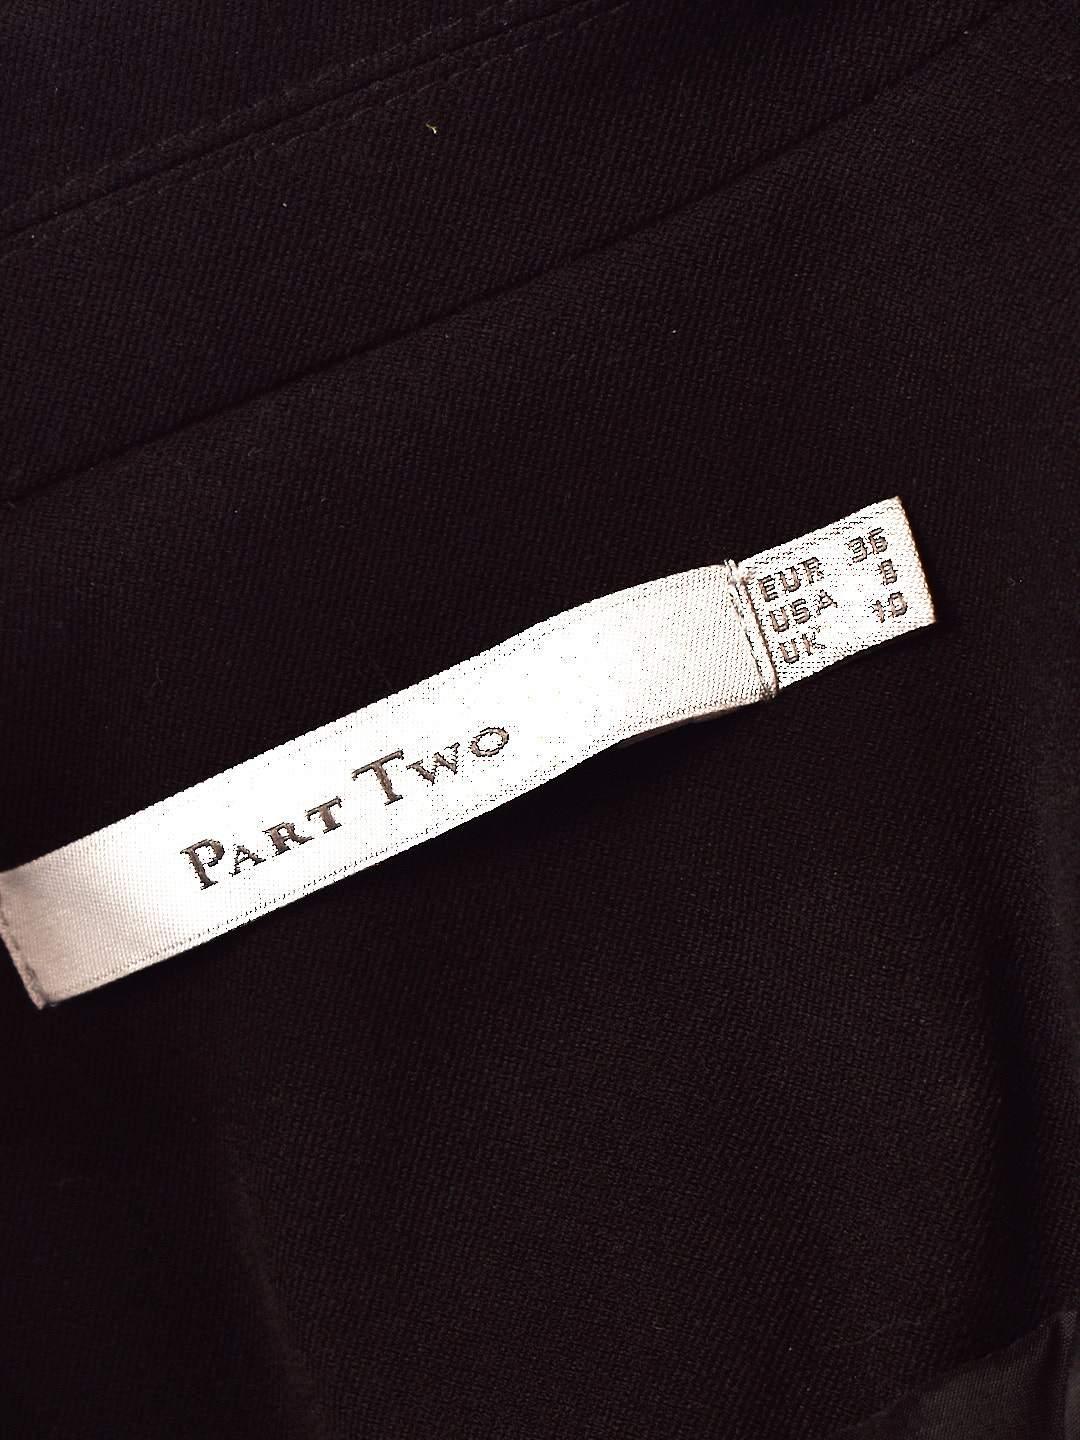 PART TWO
EUR 36
USA 8
UK 10